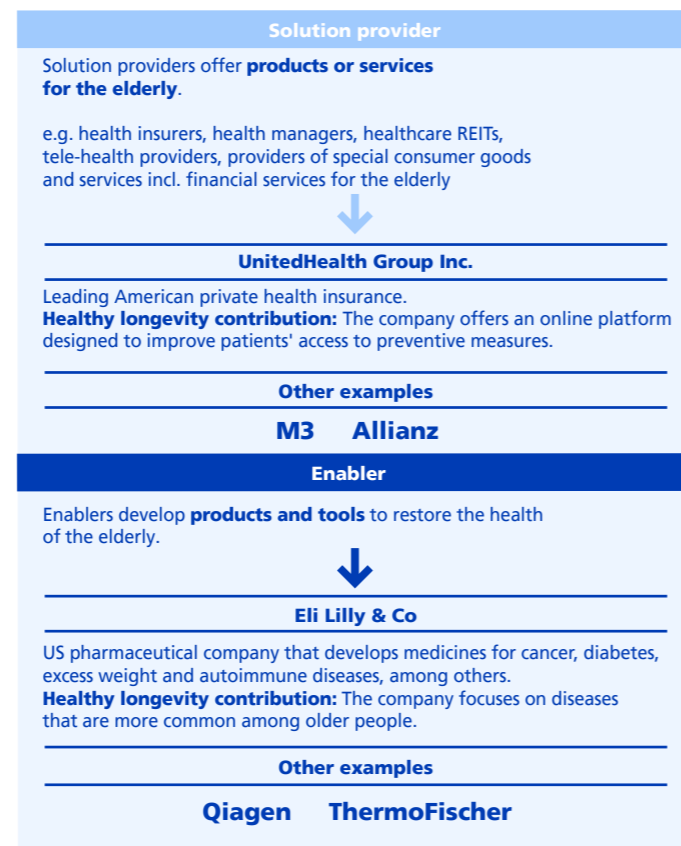 Solution provider
Solution providers offer products or services
for the elderly.
e.g. health insurers, health managers, healthcare REITs,
tele-health providers, providers of special consumer goods
and services incl. financial services for the elderly
UnitedHealth Group Inc.
Leading American private health insurance.
Healthy longevity contribution: The company offers an online platform
designed to improve patients' access to preventive measures.
Other examples
M3 Allianz
Enabler
Enablers develop products and tools to restore the health
of the elderly.
Eli Lilly & Co
US pharmaceutical company that develops medicines for cancer, diabetes,
excess weight and autoimmune diseases, among others.
Healthy longevity contribution: The company focuses on diseases
that are more common among older people.
Other examples
Qiagen ThermoFischer